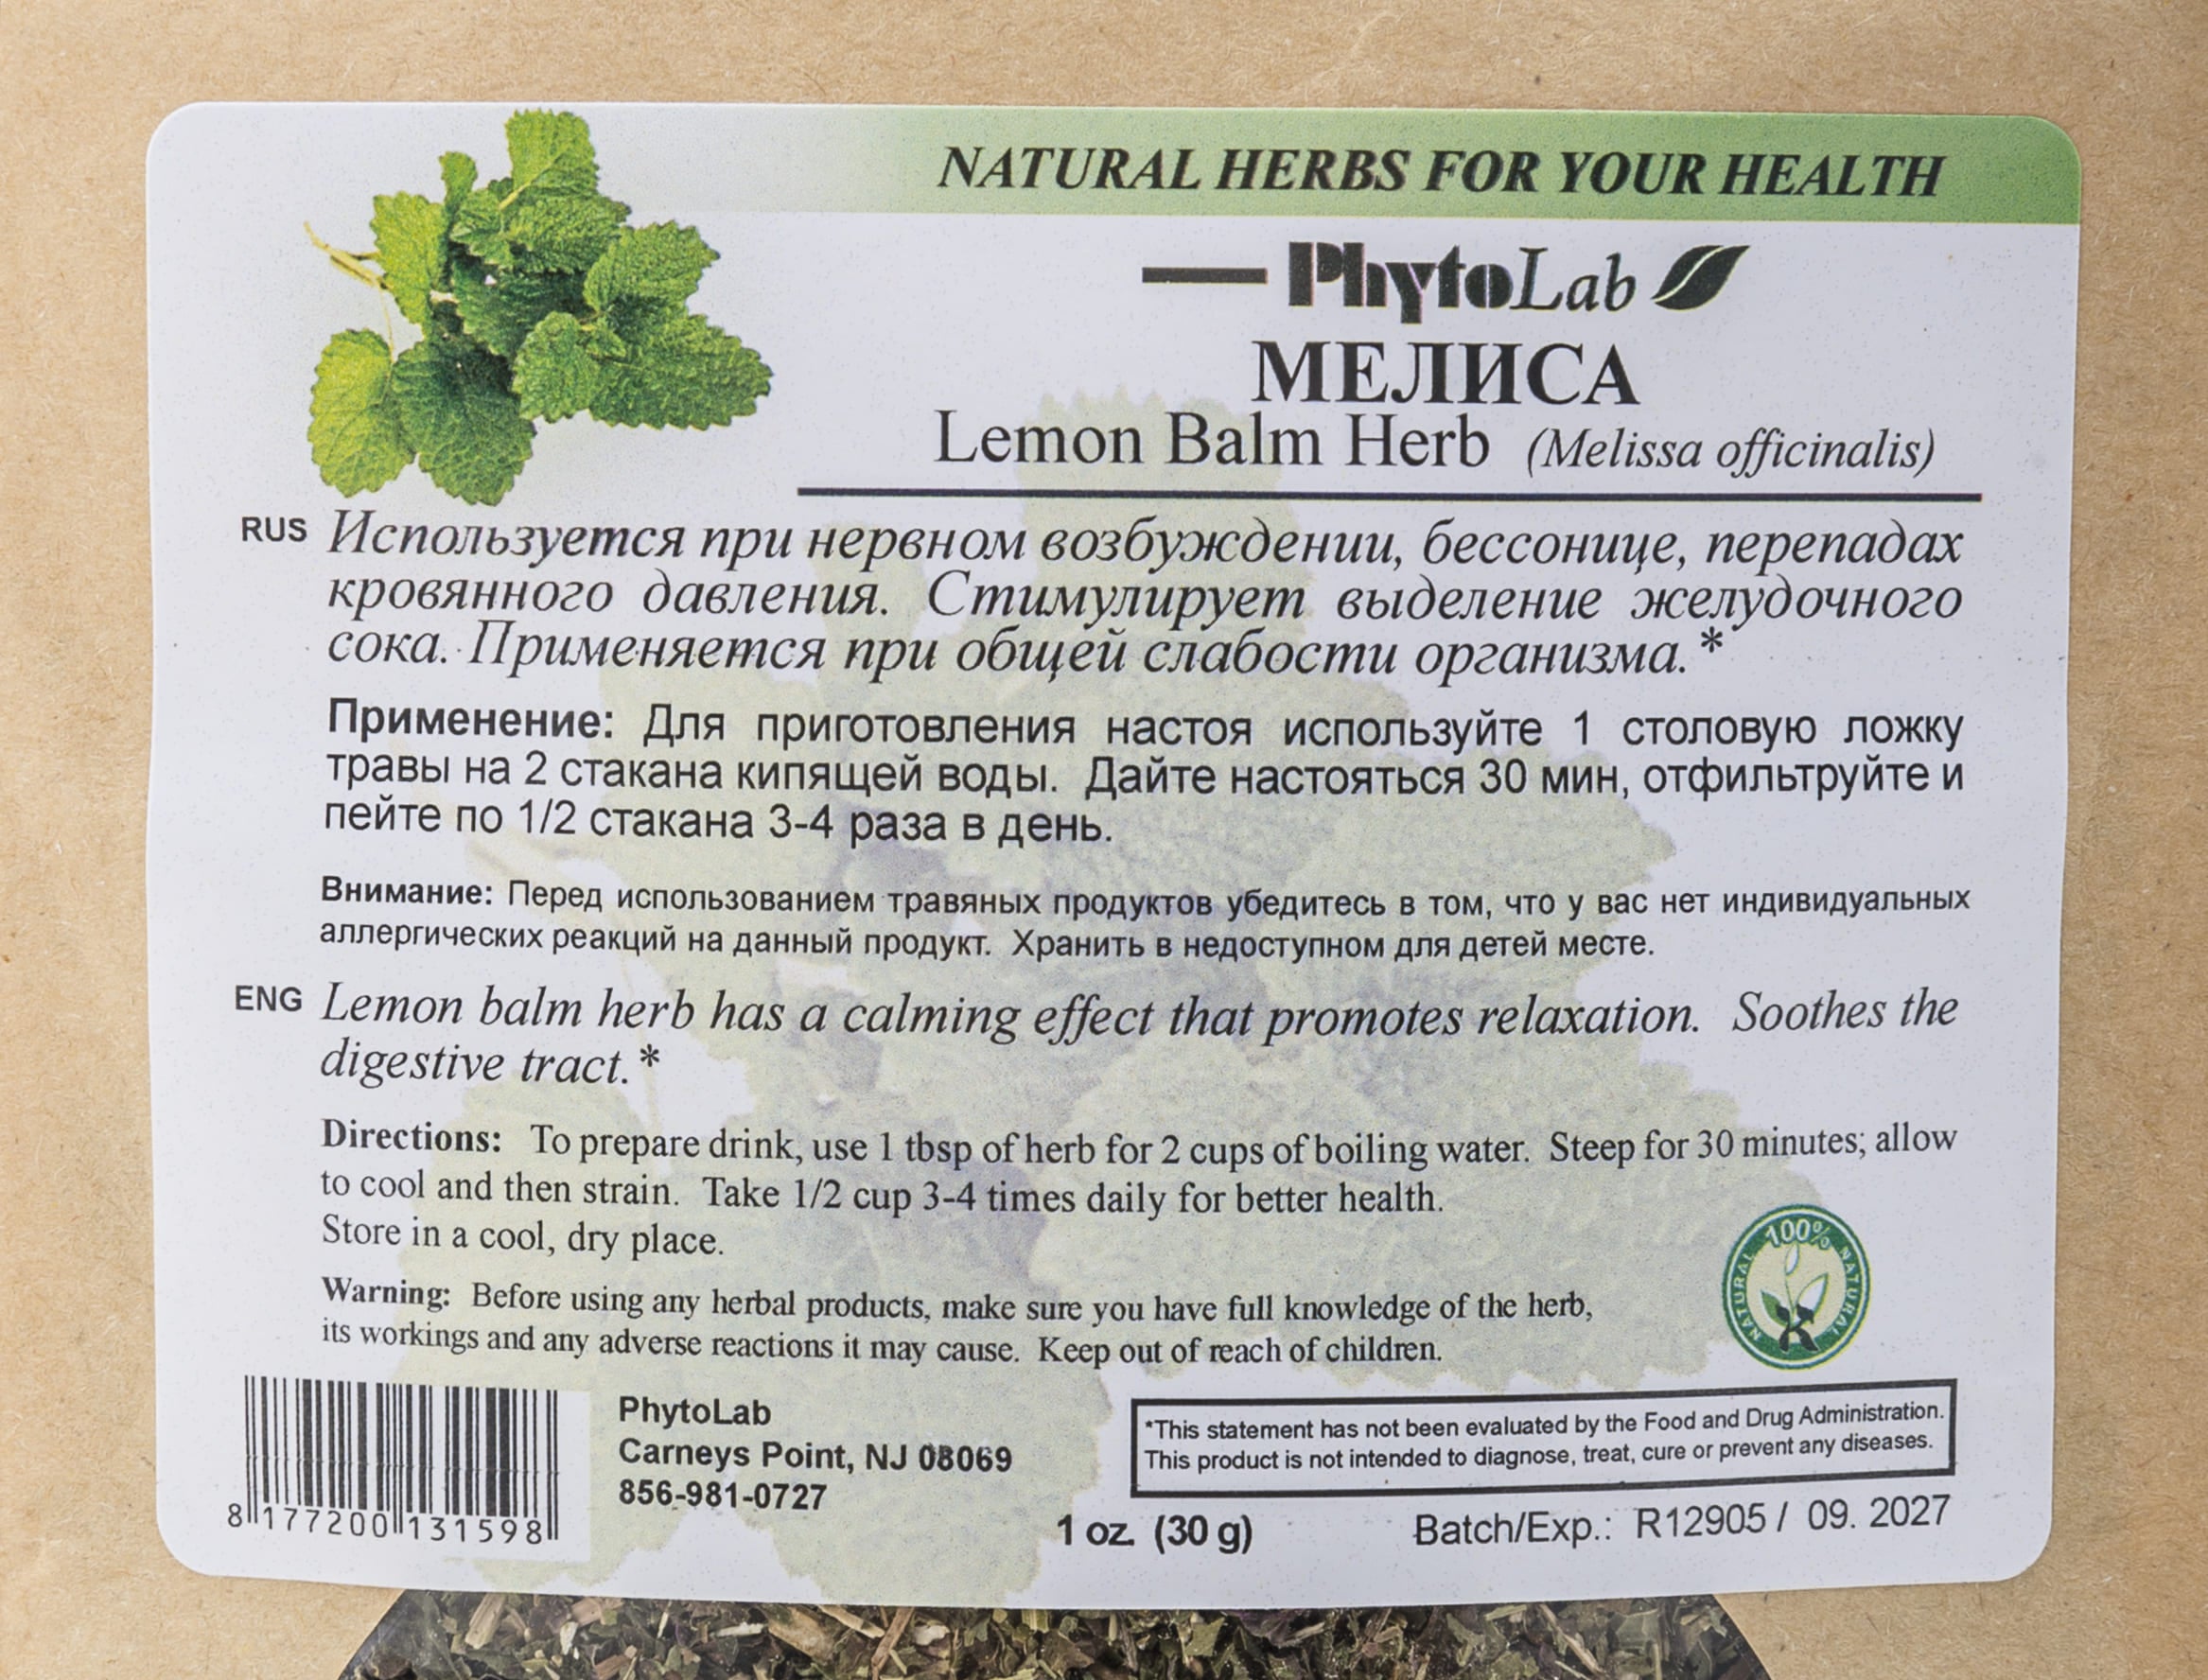 NATURAL HERBS FOR YOUR HEALTH
PhytoLab
МЕЛИСА
Lemon Balm Herb (Melissa officinalis)
RUS Используется при нервном возбуждении, бессонице, перепадах
кровянного давления. Стимулирует выделение желудочного
сока. Применяется при общей слабости организма.*
Применение: Для приготовления настоя используйте 1 столовую ложку
травы на 2 стакана кипящей воды. Дайте настояться 30 мин, отфильтруйте и
пейте по 1/2 стакана 3-4 раза в день.
Внимание: Перед использованием травяных продуктов убедитесь в том, что у вас нет индивидуальных
аллергических реакций на данный продукт. Хранить в недоступном для детей месте.
ENG Lemon balm herb has a calming effect that promotes relaxation. Soothes the
digestive tract.*
Directions: To prepare drink, use 1 tbsp of herb for 2 cups of boiling water. Steep for 30 minutes; allow
to cool and then strain. Take 1/2 cup 3-4 times daily for better health.
Store in a cool, dry place.
Warning: Before using any herbal products, make sure you have full knowledge of the herb,
its workings and any adverse reactions it may cause. Keep out of reach of children.
100% NATURAL NATURAL
K
PhytoLab
Carneys Point, NJ 08069
856-981-0727
*This statement has not been evaluated by the Food and Drug Administration.
This product is not intended to diagnose, treat, cure or prevent any diseases.
8 177200 131598
1 oz. (30 g)
Batch/Exp.: R12905 / 09. 2027